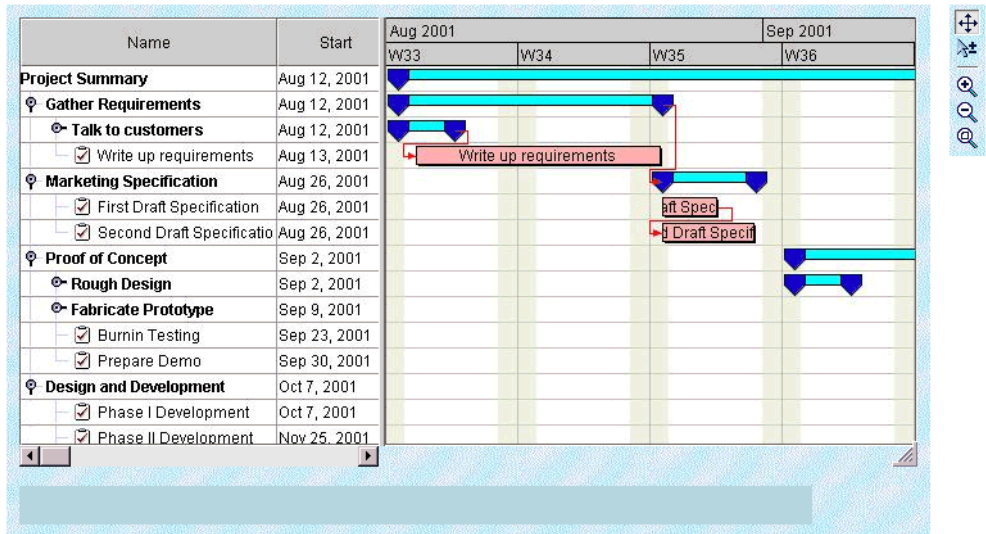 Name Start Aug 2001 Sep 2001
W33 W34 W35 W36
Project Summary Aug 12, 2001
Gather Requirements Aug 12, 2001
Talk to customers Aug 12, 2001
Write up requirements Aug 13, 2001 Write up requirements
Marketing Specification Aug 26, 2001
First Draft Specification Aug 26, 2001 aft Spec
Second Draft Specificatio Aug 26, 2001 d Draft Specif
Proof of Concept Sep 2, 2001
Rough Design Sep 2, 2001
Fabricate Prototype Sep 9, 2001
Burnin Testing Sep 23, 2001
Prepare Demo Sep 30, 2001
Design and Development Oct 7, 2001
Phase I Development Oct 7, 2001
Phase II Development Nov 25, 2001